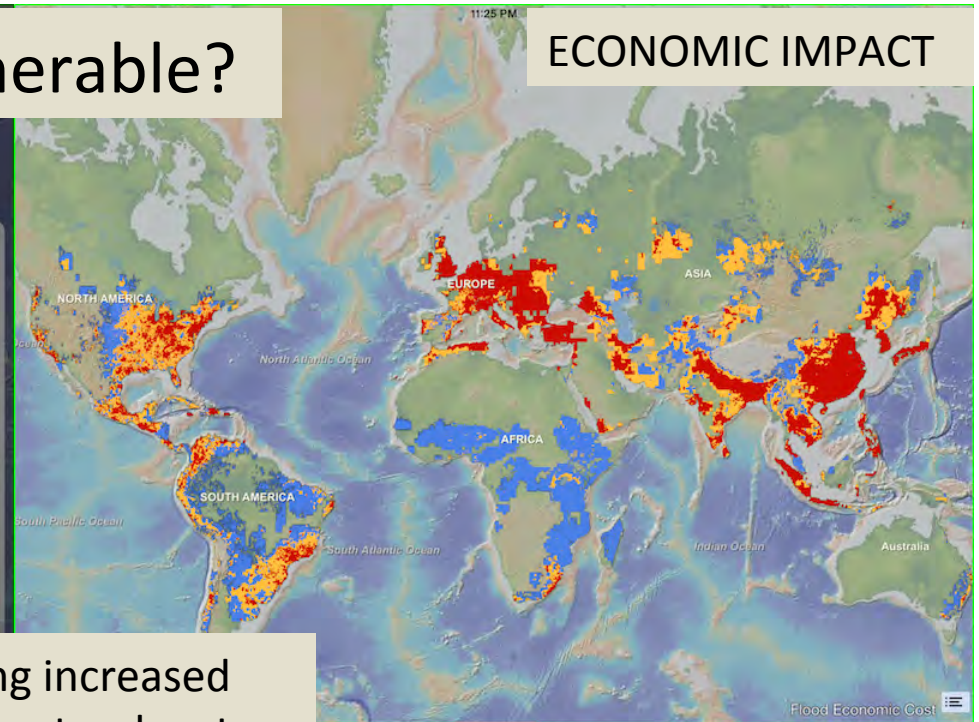 nerable?
11:25 PM
ECONOMIC IMPACT
NORTH AMERICA
EUROPE
ASIA
North Atlantic Ocean
AFRICA
SOUTH AMERICA
South Pacific Ocean
South Atlantic Ocean
Indian Ocean
Australia
ng increased
Flood Economic Cost